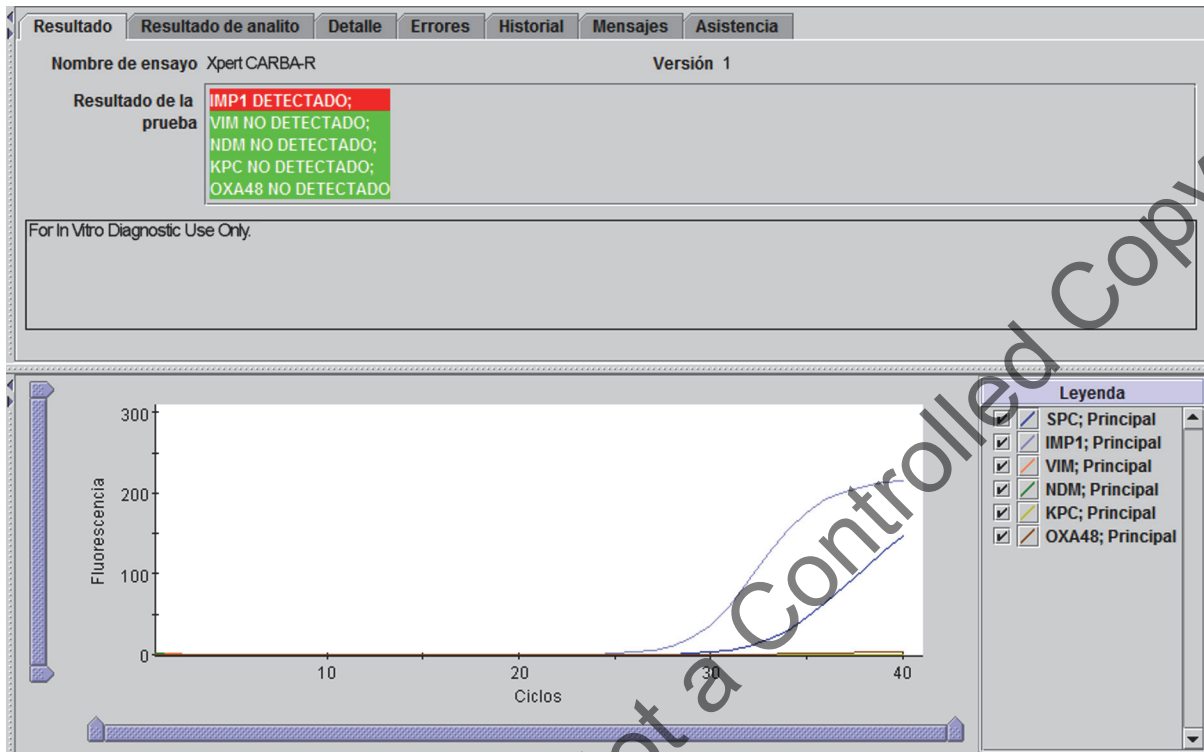 Resultado Resultado de analito Detalle Errores Historial Mensajes Asistencia
Nombre de ensayo Xpert CARBA-R Versión 1
Resultado de la prueba
IMP1 DETECTADO;
VIM NO DETECTADO;
NDM NO DETECTADO;
KPC NO DETECTADO;
OXA48 NO DETECTADO
For In Vitro Diagnostic Use Only.
Leyenda
SPC; Principal
IMP1; Principal
VIM; Principal
NDM; Principal
KPC; Principal
OXA48; Principal
300
200
100
0
Fluorescencia
10 20 30 40
Ciclos
not a Controlled Copy